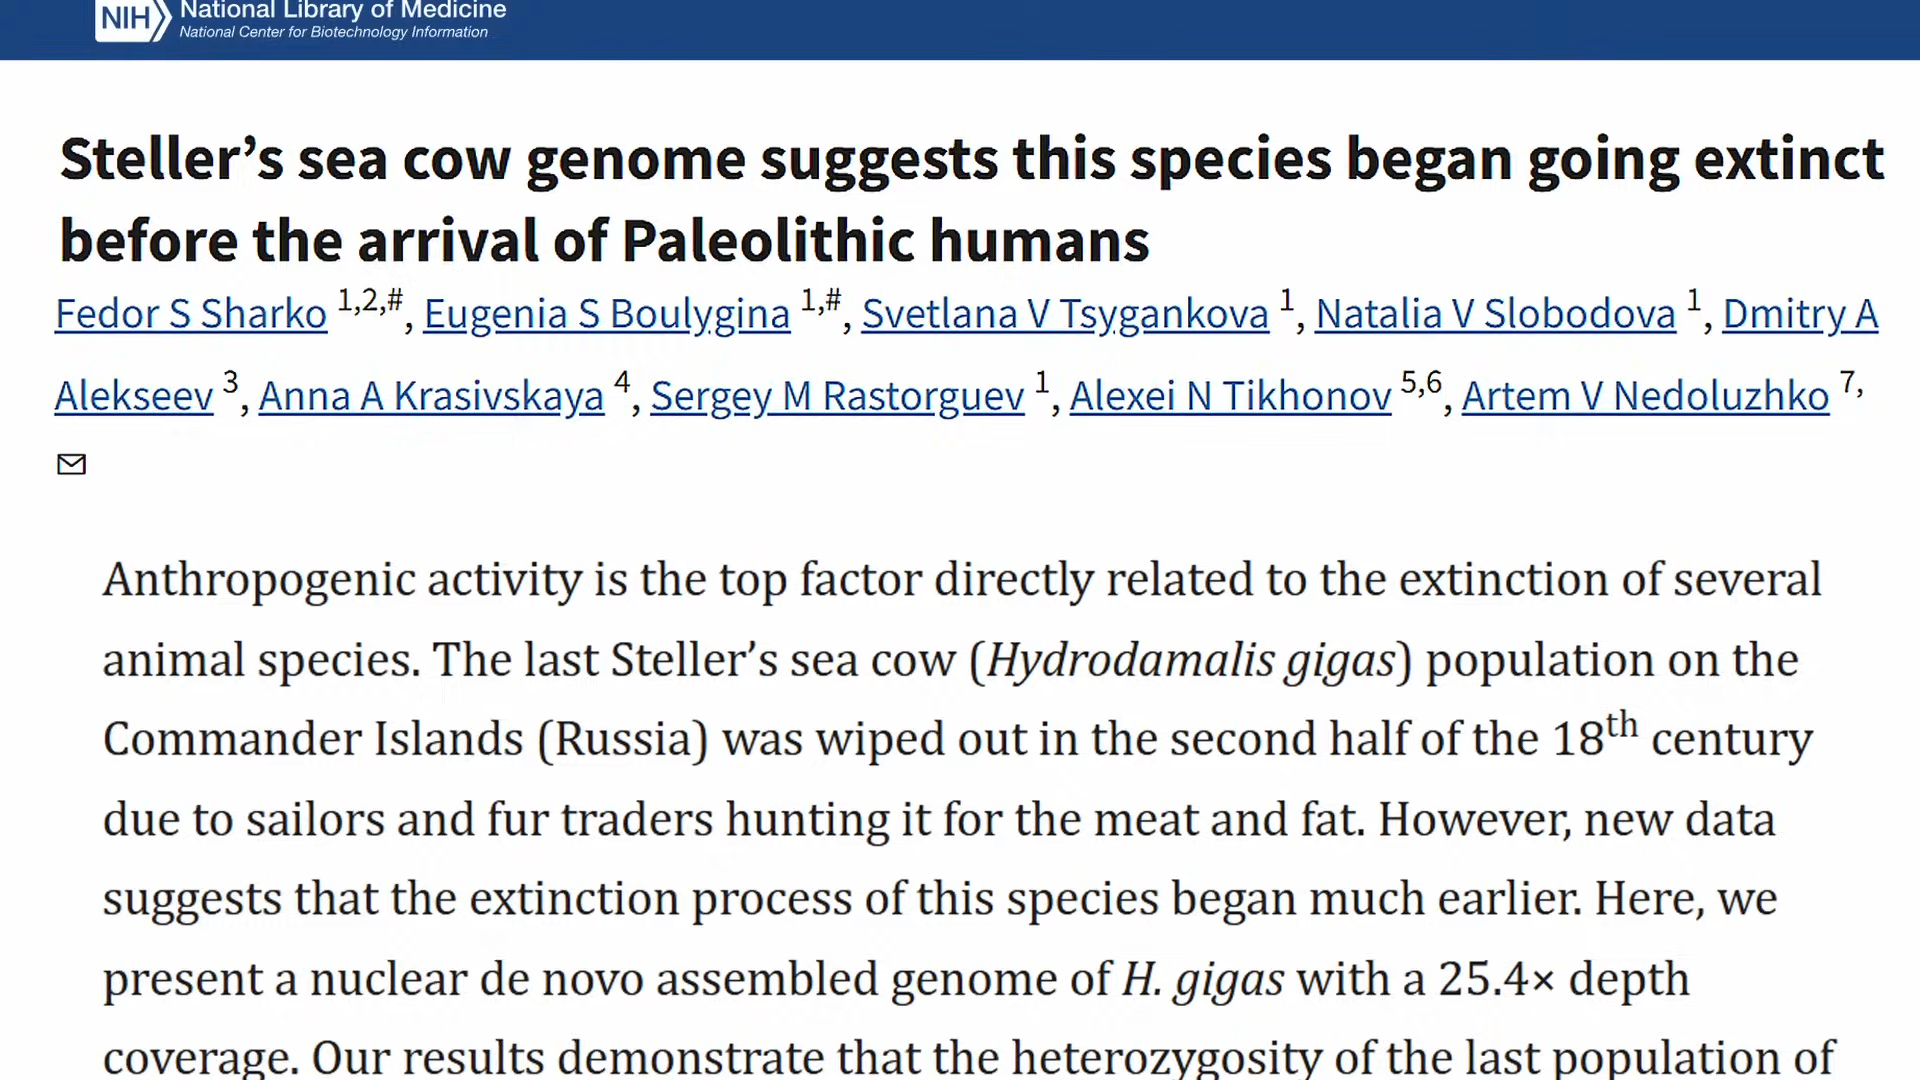 NIH National Library of Medicine
National Center for Biotechnology Information
Steller’s sea cow genome suggests this species began going extinct
before the arrival of Paleolithic humans
Fedor S Sharko 1,2,#, Eugenia S Boulygina 1,#, Svetlana V Tsygankova 1, Natalia V Slobodova 1, Dmitry A
Alekseev 3, Anna A Krasivskaya 4, Sergey M Rastorguev 1, Alexei N Tikhonov 5,6, Artem V Nedoluzhko 7,
Anthropogenic activity is the top factor directly related to the extinction of several
animal species. The last Steller’s sea cow (Hydrodamalis gigas) population on the
Commander Islands (Russia) was wiped out in the second half of the 18th century
due to sailors and fur traders hunting it for the meat and fat. However, new data
suggests that the extinction process of this species began much earlier. Here, we
present a nuclear de novo assembled genome of H. gigas with a 25.4× depth
coverage. Our results demonstrate that the heterozygosity of the last population of